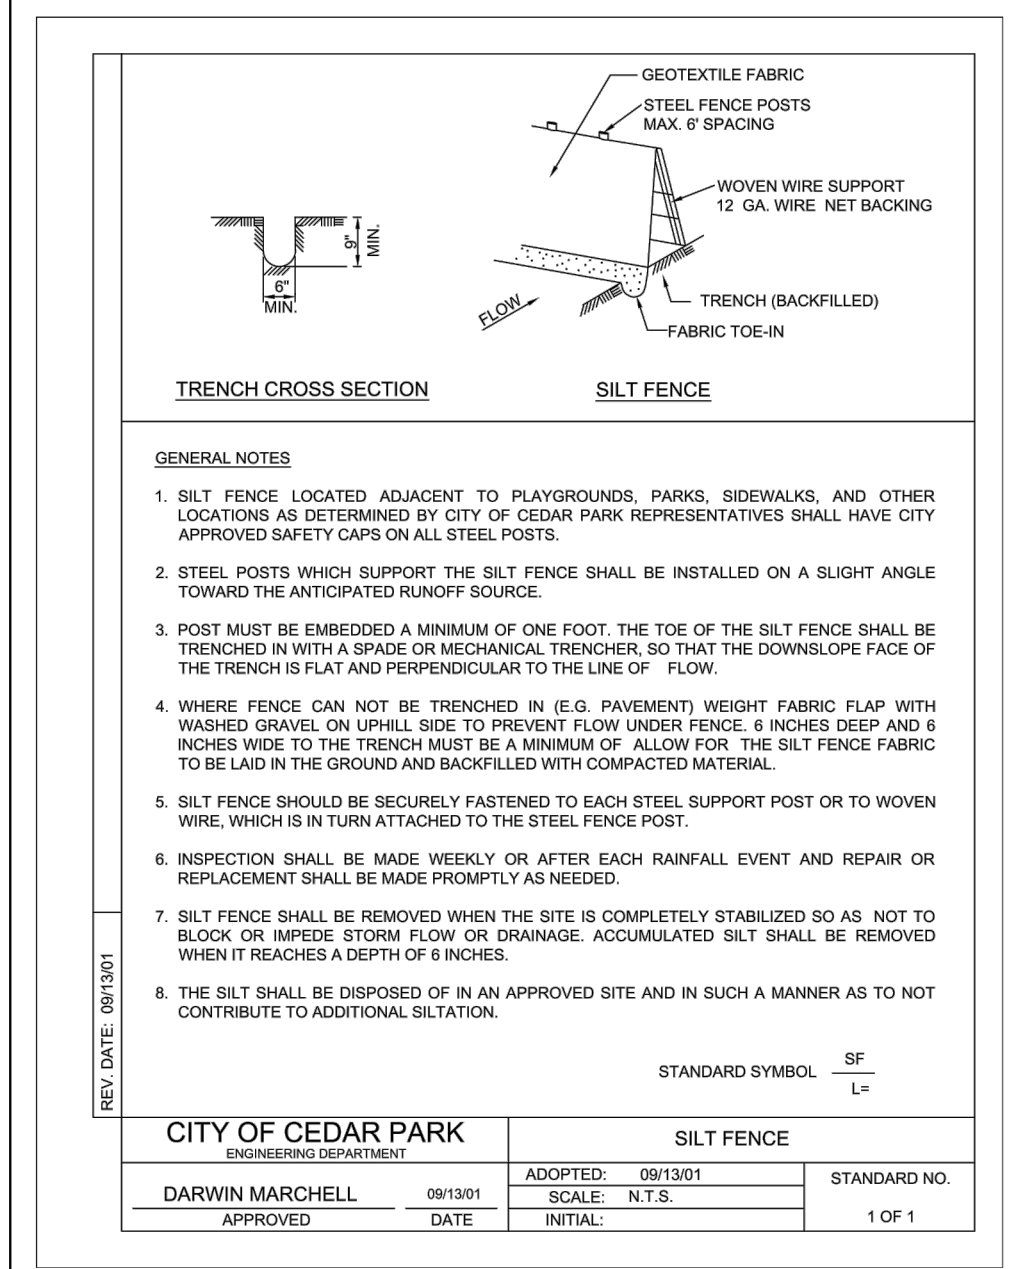 GEOTEXTILE FABRIC
STEEL FENCE POSTS
MAX. 6' SPACING
WOVEN WIRE SUPPORT
12 GA. WIRE NET BACKING
9"
MIN.
6"
MIN.
FLOW
TRENCH (BACKFILLED)
FABRIC TOE-IN
TRENCH CROSS SECTION
SILT FENCE
GENERAL NOTES
1. SILT FENCE LOCATED ADJACENT TO PLAYGROUNDS, PARKS, SIDEWALKS, AND OTHER
LOCATIONS AS DETERMINED BY CITY OF CEDAR PARK REPRESENTATIVES SHALL HAVE CITY
APPROVED SAFETY CAPS ON ALL STEEL POSTS.
2. STEEL POSTS WHICH SUPPORT THE SILT FENCE SHALL BE INSTALLED ON A SLIGHT ANGLE
TOWARD THE ANTICIPATED RUNOFF SOURCE.
3. POST MUST BE EMBEDDED A MINIMUM OF ONE FOOT. THE TOE OF THE SILT FENCE SHALL BE
TRENCHED IN WITH A SPADE OR MECHANICAL TRENCHER, SO THAT THE DOWNSLOPE FACE OF
THE TRENCH IS FLAT AND PERPENDICULAR TO THE LINE OF FLOW.
4. WHERE FENCE CAN NOT BE TRENCHED IN (E.G. PAVEMENT) WEIGHT FABRIC FLAP WITH
WASHED GRAVEL ON UPHILL SIDE TO PREVENT FLOW UNDER FENCE. 6 INCHES DEEP AND 6
INCHES WIDE TO THE TRENCH MUST BE A MINIMUM OF ALLOW FOR THE SILT FENCE FABRIC
TO BE LAID IN THE GROUND AND BACKFILLED WITH COMPACTED MATERIAL.
5. SILT FENCE SHOULD BE SECURELY FASTENED TO EACH STEEL SUPPORT POST OR TO WOVEN
WIRE, WHICH IS IN TURN ATTACHED TO THE STEEL FENCE POST.
6. INSPECTION SHALL BE MADE WEEKLY OR AFTER EACH RAINFALL EVENT AND REPAIR OR
REPLACEMENT SHALL BE MADE PROMPTLY AS NEEDED.
7. SILT FENCE SHALL BE REMOVED WHEN THE SITE IS COMPLETELY STABILIZED SO AS NOT TO
BLOCK OR IMPEDE STORM FLOW OR DRAINAGE. ACCUMULATED SILT SHALL BE REMOVED
WHEN IT REACHES A DEPTH OF 6 INCHES.
8. THE SILT SHALL BE DISPOSED OF IN AN APPROVED SITE AND IN SUCH A MANNER AS TO NOT
CONTRIBUTE TO ADDITIONAL SILTATION.
STANDARD SYMBOL
SF
L=
REV. DATE: 09/13/01
CITY OF CEDAR PARK
ENGINEERING DEPARTMENT
SILT FENCE
DARWIN MARCHELL 09/13/01
APPROVED DATE
ADOPTED: 09/13/01
SCALE: N.T.S.
INITIAL:
STANDARD NO.
1 OF 1